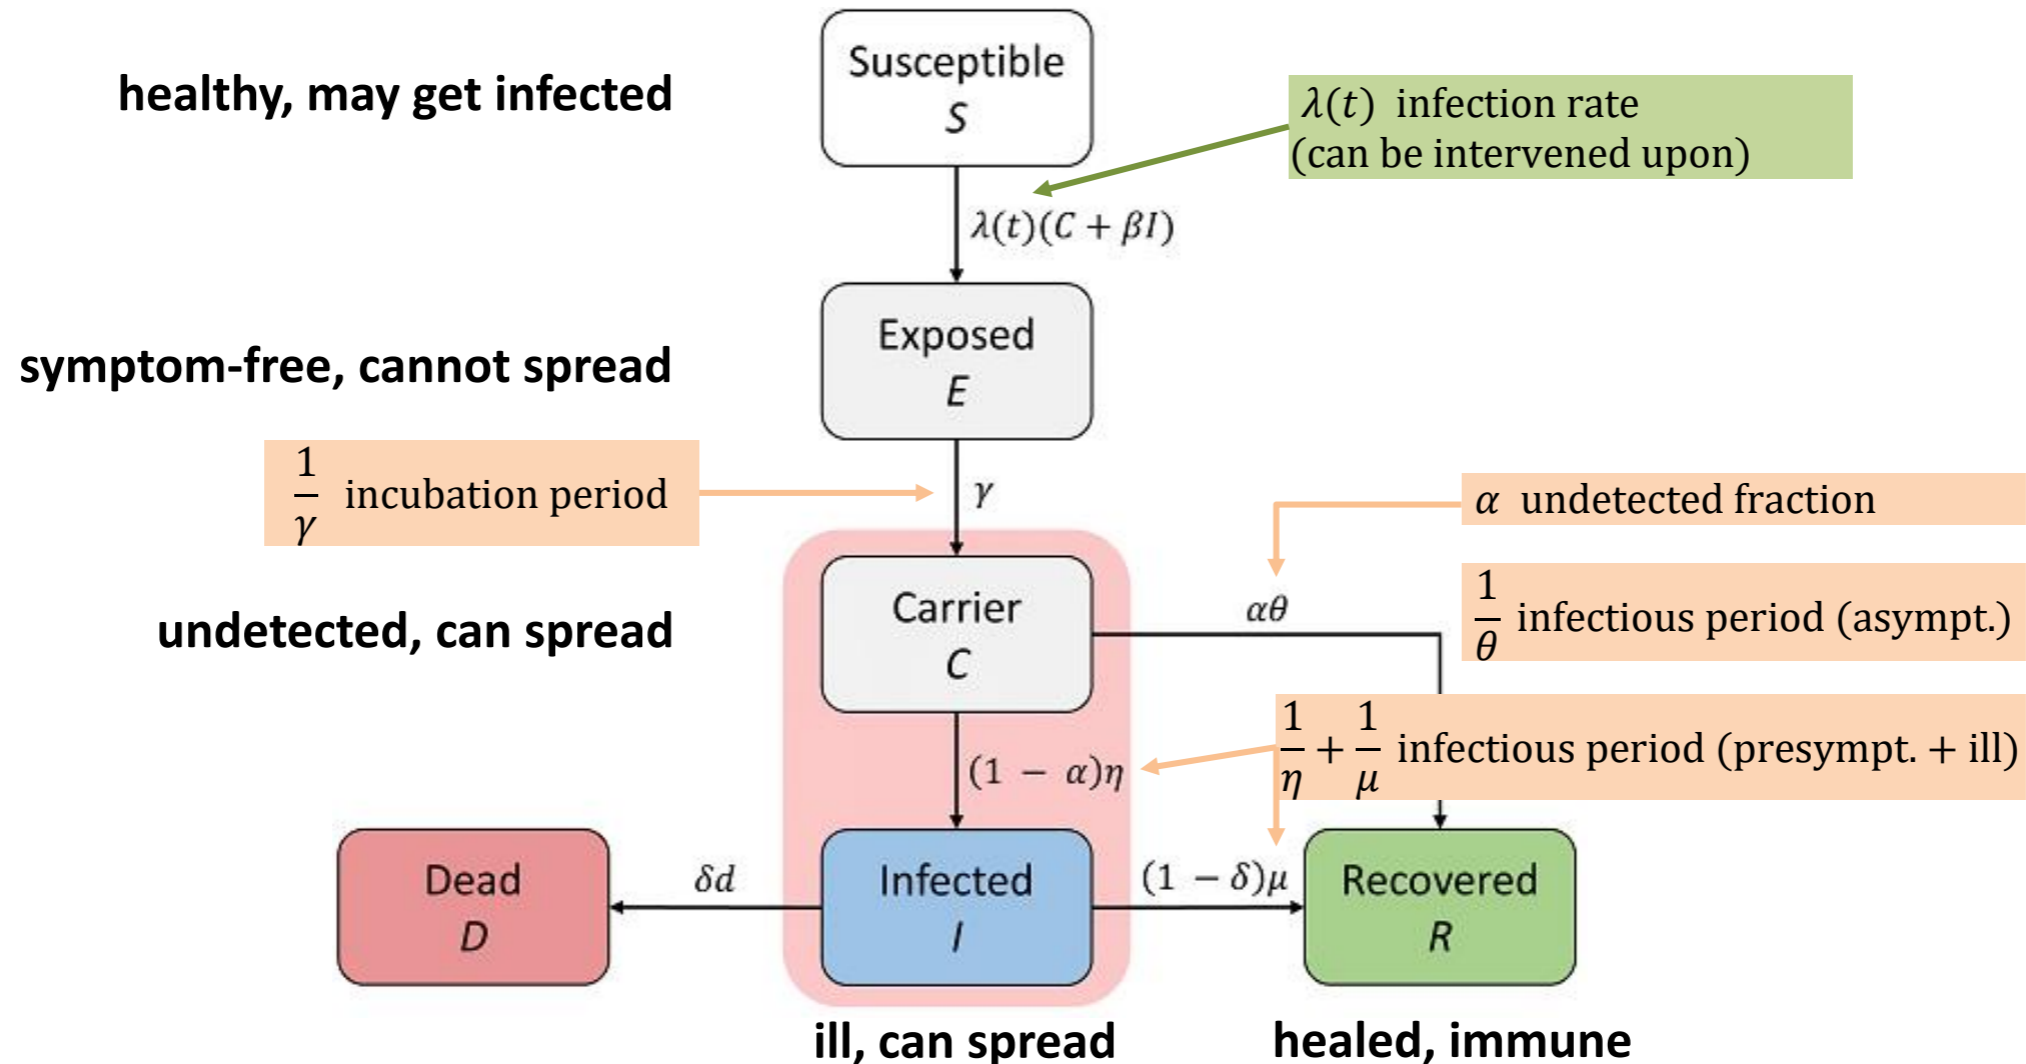 Susceptible
S
healthy, may get infected
λ(t) infection rate
(can be intervened upon)
λ(t)(C + βI)
Exposed
E
symptom-free, cannot spread
1/γ incubation period
γ
α undetected fraction
Carrier
C
undetected, can spread
αθ
1/θ infectious period (asympt.)
(1 − α)η
1/η + 1/μ infectious period (presympt. + ill)
Dead
D
δd
Infected
I
(1 − δ)μ
Recovered
R
ill, can spread
healed, immune